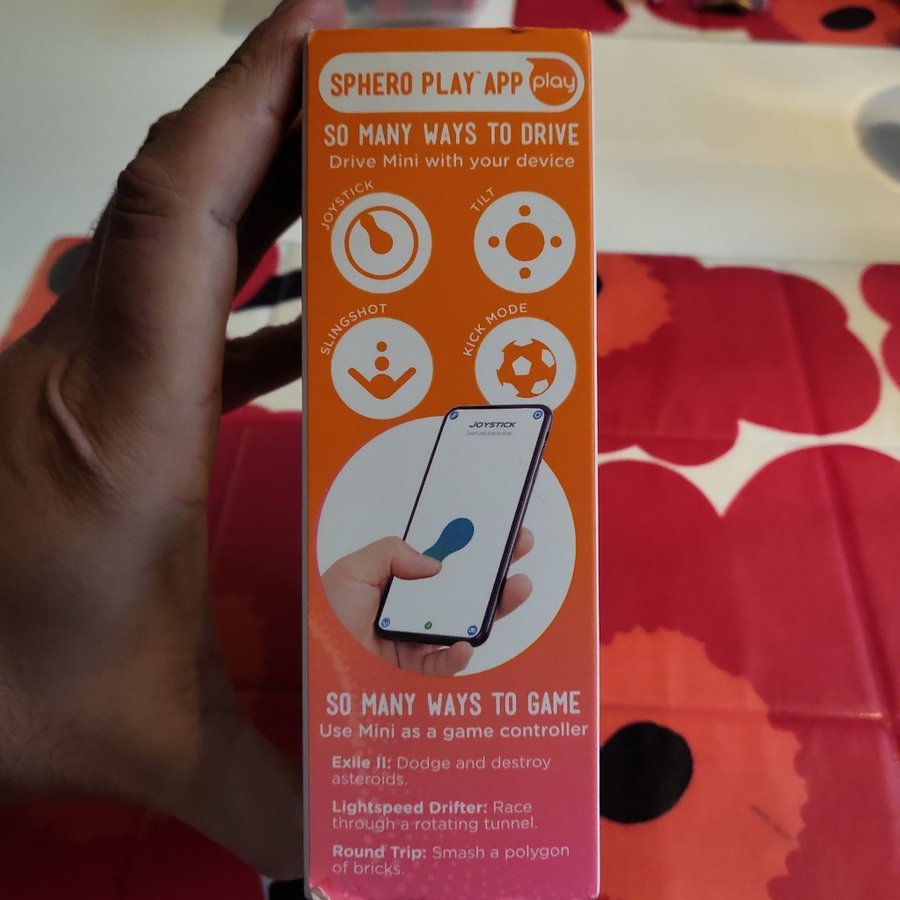 SPHERO PLAY™ APP play
SO MANY WAYS TO DRIVE
Drive Mini with your device
JOYSTICK
TILT
SLINGSHOT
KICK MODE
JOYSTICK
SO MANY WAYS TO GAME
Use Mini as a game controller
Exile II: Dodge and destroy
asteroids.
Lightspeed Drifter: Race
through a rotating tunnel.
Round Trip: Smash a polygon
of bricks.